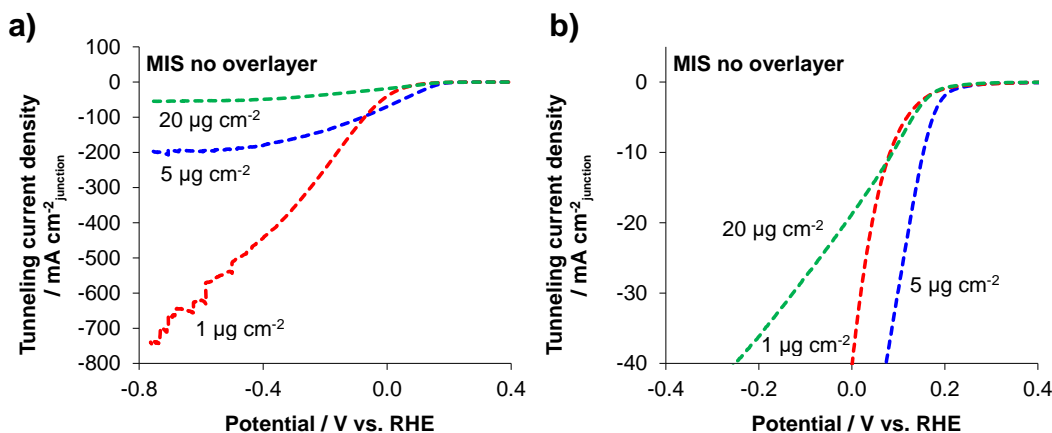 a)
MIS no overlayer
Tunneling current density
/ mA cm-2junction
100
0
-100
-200
-300
-400
-500
-600
-700
-800
20 µg cm-2
5 µg cm-2
1 µg cm-2
-0.8
-0.4
0.0
0.4
Potential / V vs. RHE
b)
MIS no overlayer
Tunneling current density
/ mA cm-2junction
0
-10
-20
-30
-40
20 µg cm-2
5 µg cm-2
1 µg cm-2
-0.4
-0.2
0.0
0.2
0.4
Potential / V vs. RHE